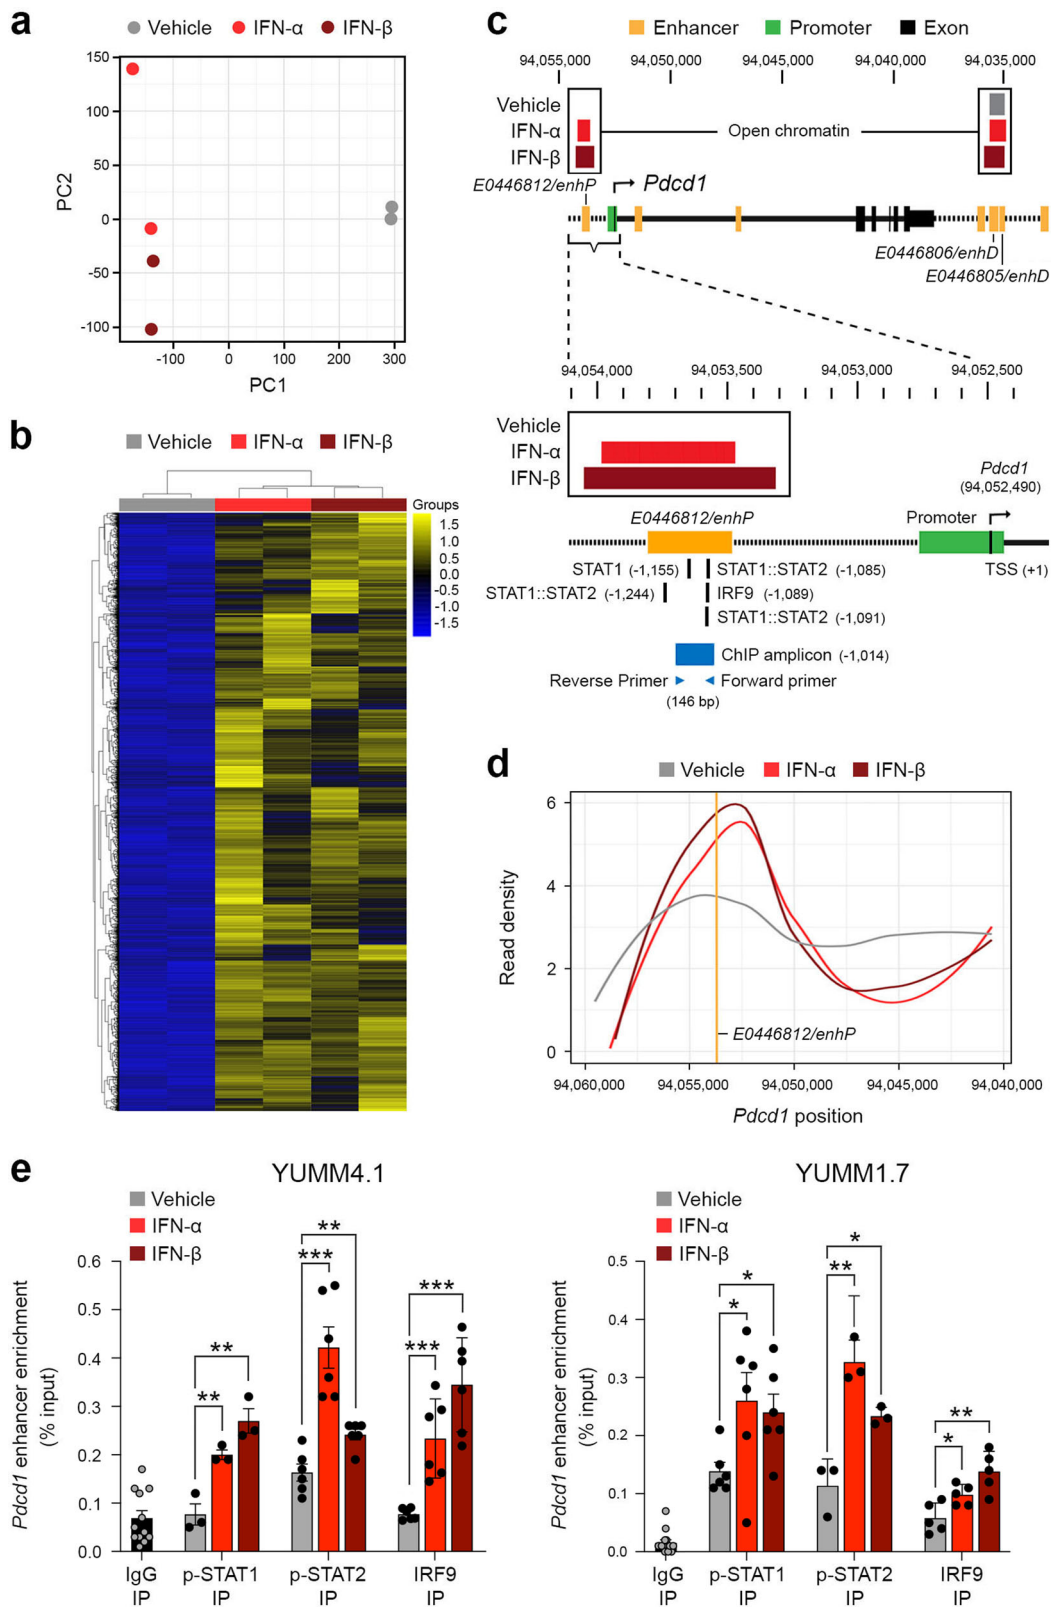 a
Vehicle IFN-α IFN-β
150
100
50
0
-50
-100
PC2
-100 0 100 200 300
PC1
b
Vehicle IFN-α IFN-β
Groups
1.5
1.0
0.5
0.0
-0.5
-1.0
-1.5
c
Enhancer Promoter Exon
94,055,000 94,050,000 94,045,000 94,040,000 94,035,000
Vehicle
IFN-α
Open chromatin
IFN-β
E0446812/enhP
Pdcd1
E0446806/enhD
E0446805/enhD
94,054,000 94,053,500 94,053,000 94,052,500
Vehicle
IFN-α
IFN-β
Pdcd1
(94,052,490)
E0446812/enhP
Promoter
STAT1 (-1,155)
STAT1::STAT2 (-1,085)
TSS (+1)
STAT1::STAT2 (-1,244)
IRF9 (-1,089)
STAT1::STAT2 (-1,091)
ChIP amplicon (-1,014)
Reverse Primer
Forward primer
(146 bp)
d
Vehicle IFN-α IFN-β
6
4
2
0
Read density
E0446812/enhP
94,060,000 94,055,000 94,050,000 94,045,000 94,040,000
Pdcd1 position
e
YUMM4.1
Vehicle
IFN-α
IFN-β
Pdcd1 enhancer enrichment
(% input)
0.6
0.5
0.4
0.3
0.2
0.1
0.0
** **
*** **
*** ***
IgG IP
p-STAT1 IP
p-STAT2 IP
IRF9 IP
YUMM1.7
Vehicle
IFN-α
IFN-β
Pdcd1 enhancer enrichment
(% input)
0.5
0.4
0.3
0.2
0.1
0.0
* *
** *
* **
IgG IP
p-STAT1 IP
p-STAT2 IP
IRF9 IP